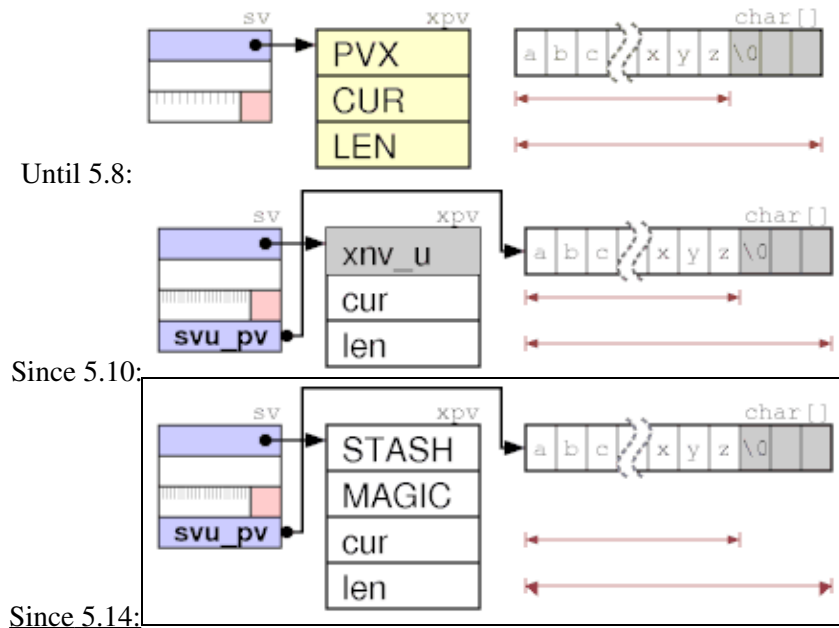 sv xpv char[]
PVX a b c x y z \0
CUR
LEN
Until 5.8:
sv xpv char[]
xnv_u a b c x y z \0
cur
svu_pv len
Since 5.10:
sv xpv char[]
STASH a b c x y z \0
MAGIC
svu_pv cur
len
Since 5.14: